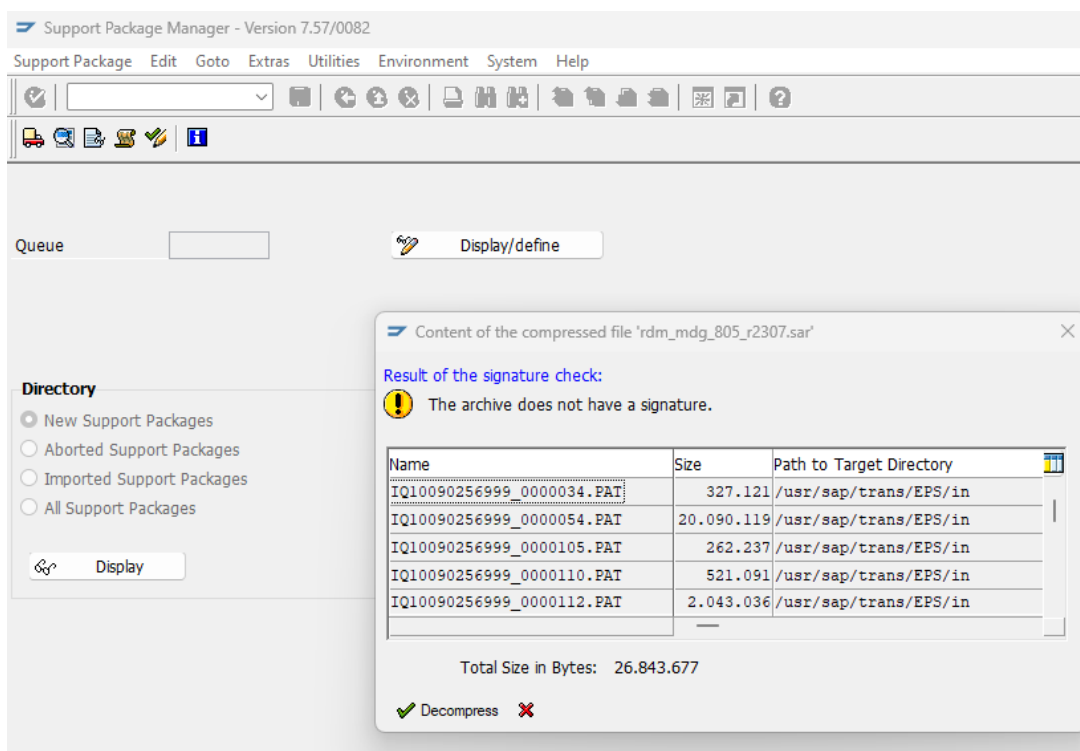 Support Package Manager - Version 7.57/0082
Support Package Edit Goto Extras Utilities Environment System Help
Queue
Display/define
Content of the compressed file 'rdm_mdg_805_r2307.sar'
Result of the signature check:
The archive does not have a signature.
Directory
New Support Packages
Aborted Support Packages
Imported Support Packages
All Support Packages
Display
Name Size Path to Target Directory
IQ10090256999_0000034.PAT 327.121 /usr/sap/trans/EPS/in
IQ10090256999_0000054.PAT 20.090.119 /usr/sap/trans/EPS/in
IQ10090256999_0000105.PAT 262.237 /usr/sap/trans/EPS/in
IQ10090256999_0000110.PAT 521.091 /usr/sap/trans/EPS/in
IQ10090256999_0000112.PAT 2.043.036 /usr/sap/trans/EPS/in
Total Size in Bytes: 26.843.677
Decompress